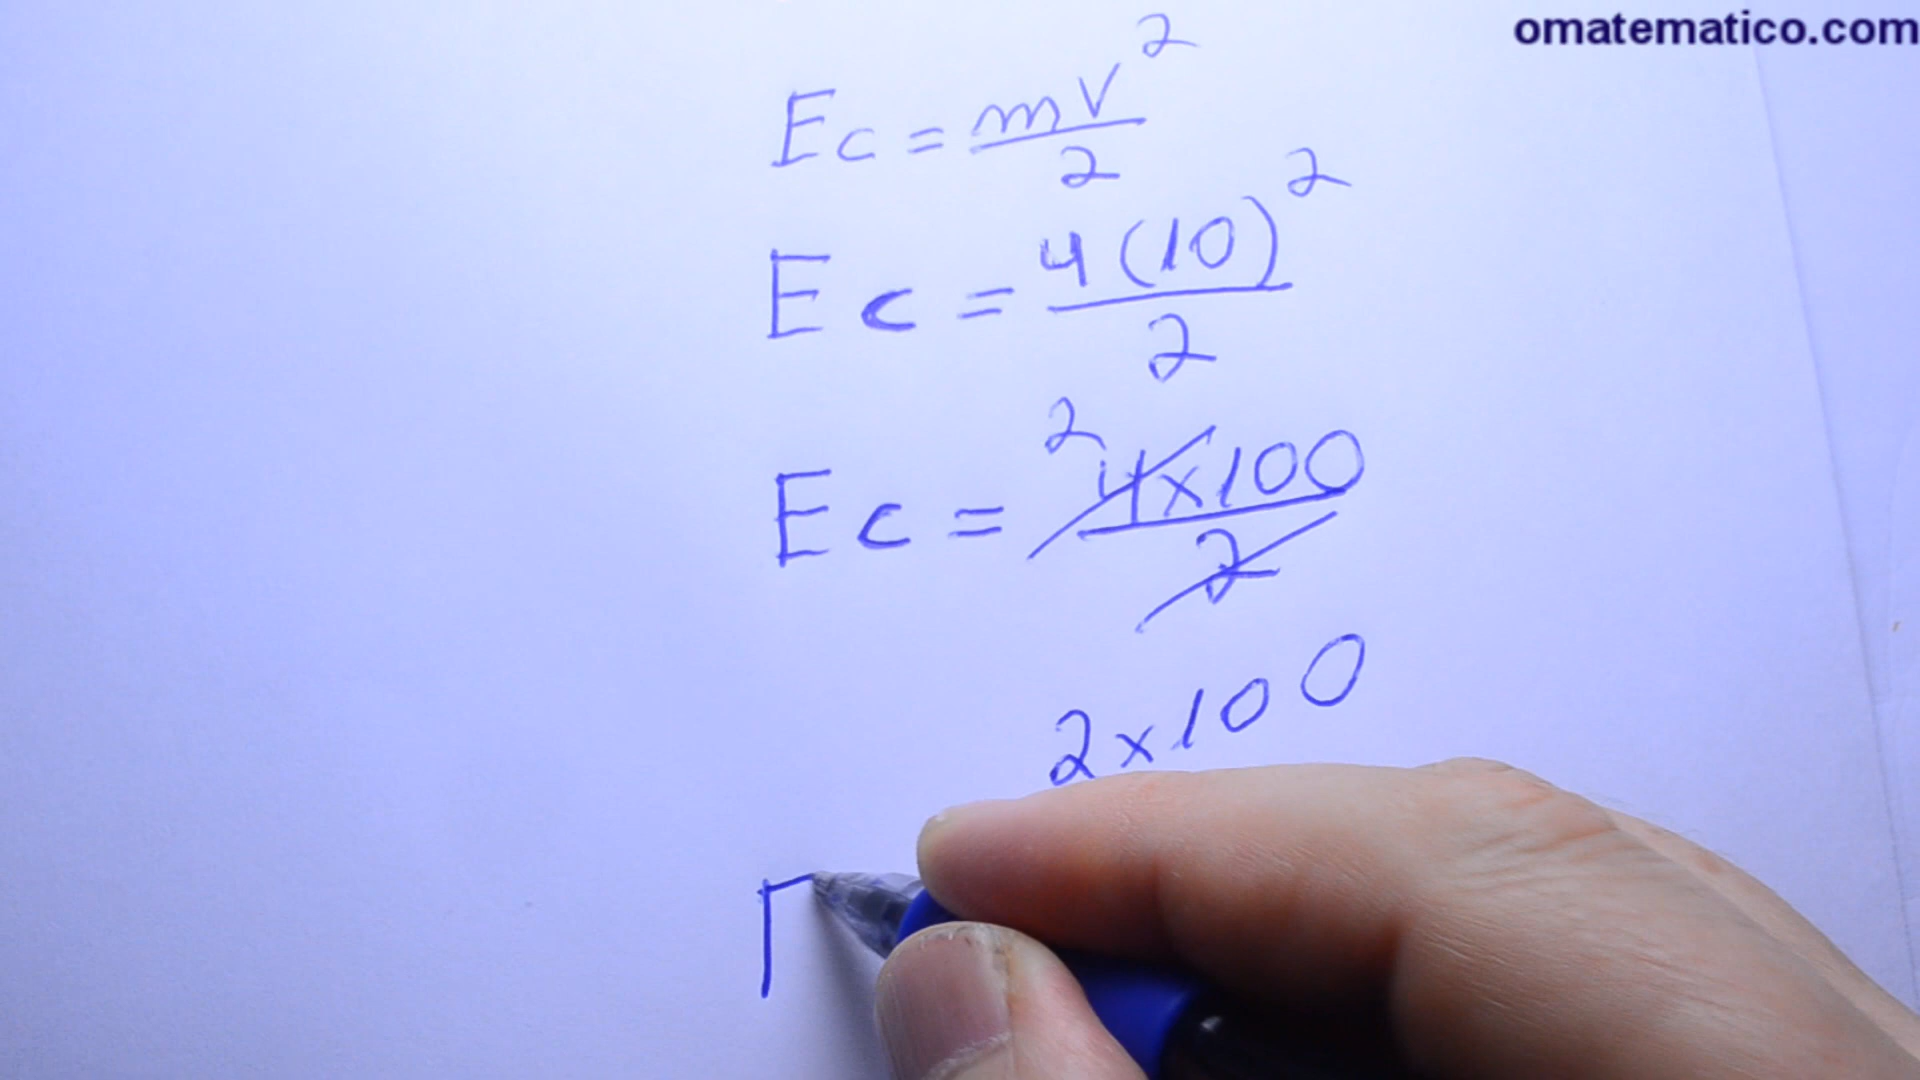 omatematico.com
Ec = mv²/2
Ec = 4(10)²/2
Ec = ²4x100/2
2x100